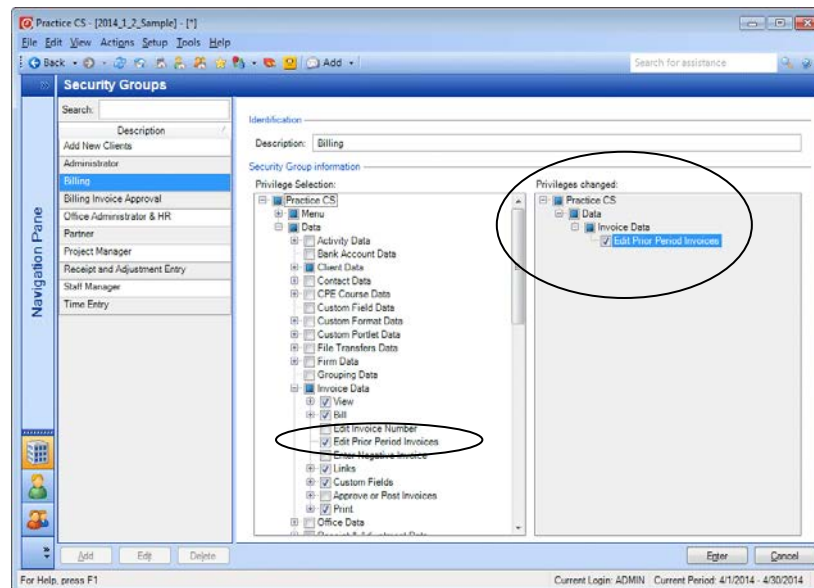 Practice CS - [2014_1_2_Sample] - [*]
File Edit View Actions Setup Tools Help
Back Add Search for assistance
Security Groups
Search:
Description
Add New Clients
Administrator
Billing
Billing Invoice Approval
Office Administrator & HR
Partner
Project Manager
Receipt and Adjustment Entry
Staff Manager
Time Entry
Navigation Pane
Identification
Description: Billing
Security Group information
Privilege Selection:
Practice CS
Menu
Data
Activity Data
Bank Account Data
Client Data
Contact Data
CPE Course Data
Custom Field Data
Custom Format Data
Custom Portlet Data
File Transfers Data
Firm Data
Grouping Data
Invoice Data
View
Bill
Edit Invoice Number
Edit Prior Period Invoices
Enter Negative Invoice
Links
Custom Fields
Approve or Post Invoices
Print
Office Data
Receipt & Adjustment Data
Privileges changed:
Practice CS
Data
Invoice Data
Edit Prior Period Invoices
Add Edit Delete Enter Cancel
For Help, press F1 Current Login: ADMIN Current Period: 4/1/2014 - 4/30/2014